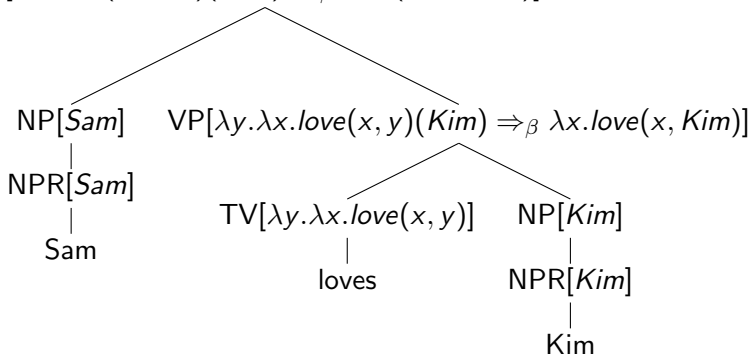 NP[Sam] VP[λy.λx.love(x, y)(Kim) ⇒β λx.love(x, Kim)]
NPR[Sam]
TV[λy.λx.love(x, y)] NP[Kim]
Sam
loves NPR[Kim]
Kim